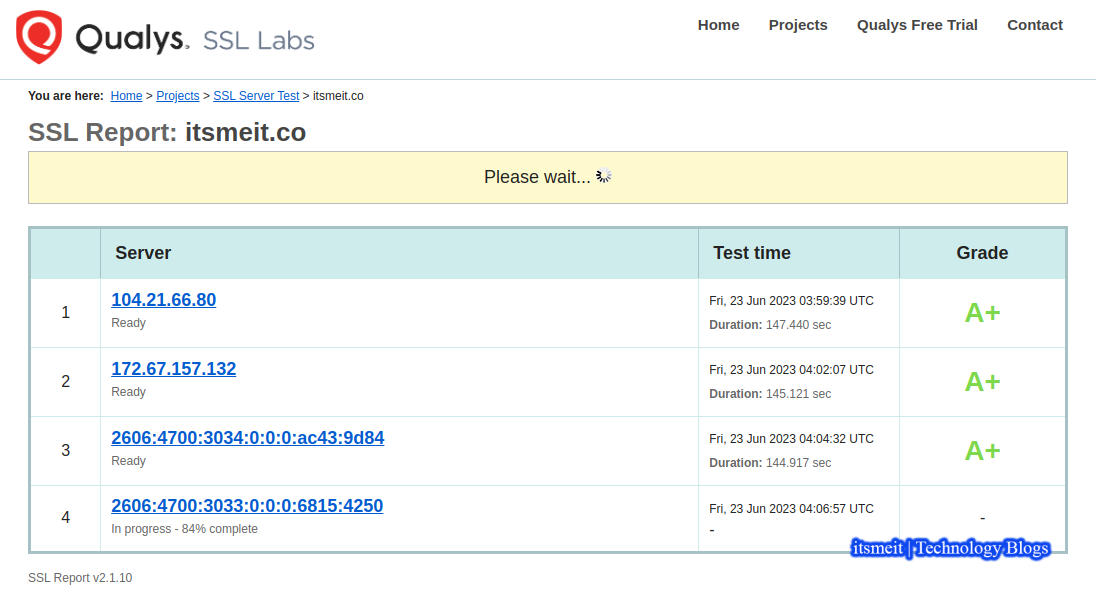 Qualys. SSL Labs
Home Projects Qualys Free Trial Contact
You are here: Home > Projects > SSL Server Test > itsmeit.co
SSL Report: itsmeit.co
Please wait...
Server Test time Grade
1 104.21.66.80 Fri, 23 Jun 2023 03:59:39 UTC A+
Ready Duration: 147.440 sec
2 172.67.157.132 Fri, 23 Jun 2023 04:02:07 UTC A+
Ready Duration: 145.121 sec
3 2606:4700:3034:0:0:0:ac43:9d84 Fri, 23 Jun 2023 04:04:32 UTC A+
Ready Duration: 144.917 sec
4 2606:4700:3033:0:0:0:6815:4250 Fri, 23 Jun 2023 04:06:57 UTC -
In progress - 84% complete -
itsmeit | Technology Blogs
SSL Report v2.1.10